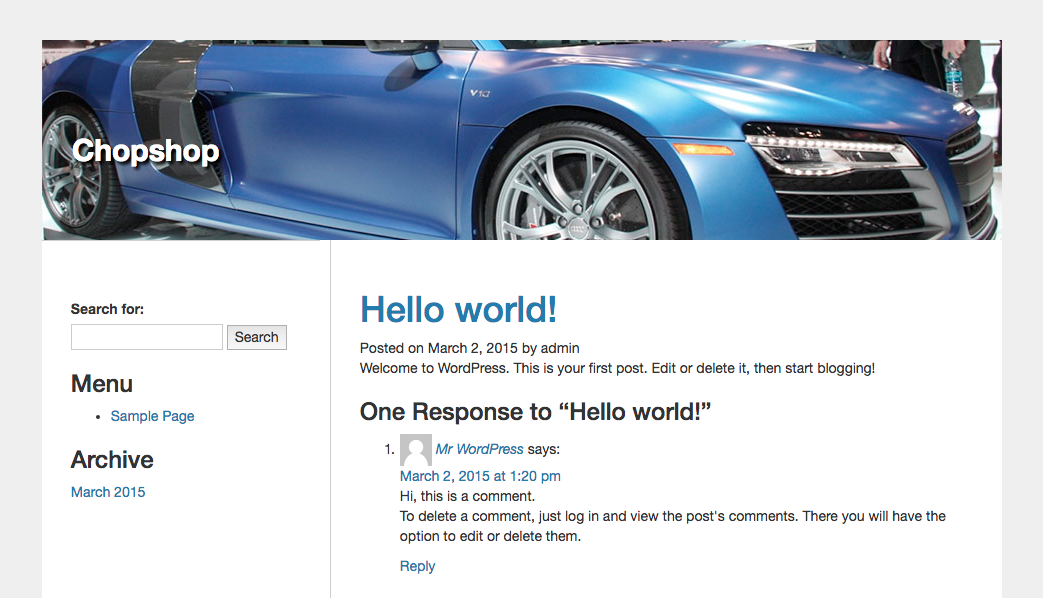 V10
Chopshop
Search for:
Search
Menu
Sample Page
Archive
March 2015
Hello world!
Posted on March 2, 2015 by admin
Welcome to WordPress. This is your first post. Edit or delete it, then start blogging!
One Response to “Hello world!”
1. Mr WordPress says:
March 2, 2015 at 1:20 pm
Hi, this is a comment.
To delete a comment, just log in and view the post's comments. There you will have the
option to edit or delete them.
Reply